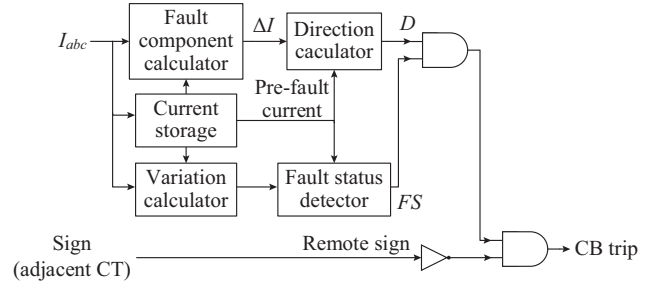 Fault
component
calculator
I_abc
ΔI
Direction
caculator
D
Pre-fault
current
Current
storage
Variation
calculator
Fault status
detector
FS
Sign
(adjacent CT)
Remote sign
CB trip